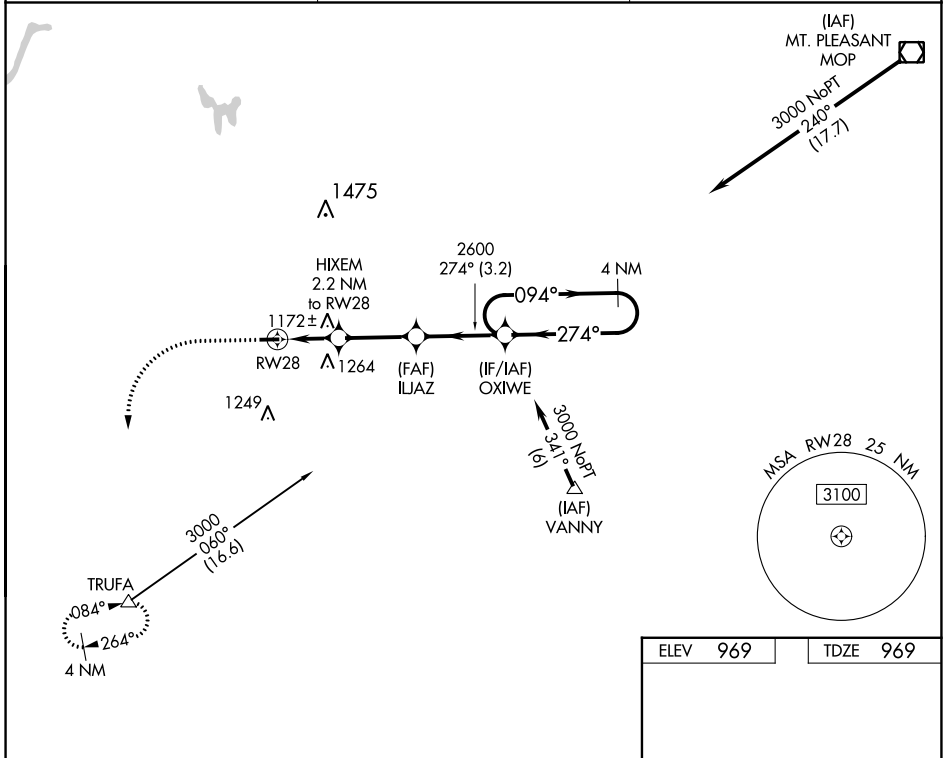 (IAF)
MT. PLEASANT
MOP
3000 NoPT
240°
(17.7)
1475
2600
274° (3.2)
4 NM
HIXEM
2.2 NM
to RW28
094°
1172±
274°
RW28
1264
(FAF)
ILJAZ
(IF/IAF)
OXIWE
1249
3000 NoPT
341°
(6)
(IAF)
VANNY
MSA RW28 25 NM
3100
3000
060°
(16.6)
TRUFA
084°
264°
4 NM
ELEV 969
TDZE 969